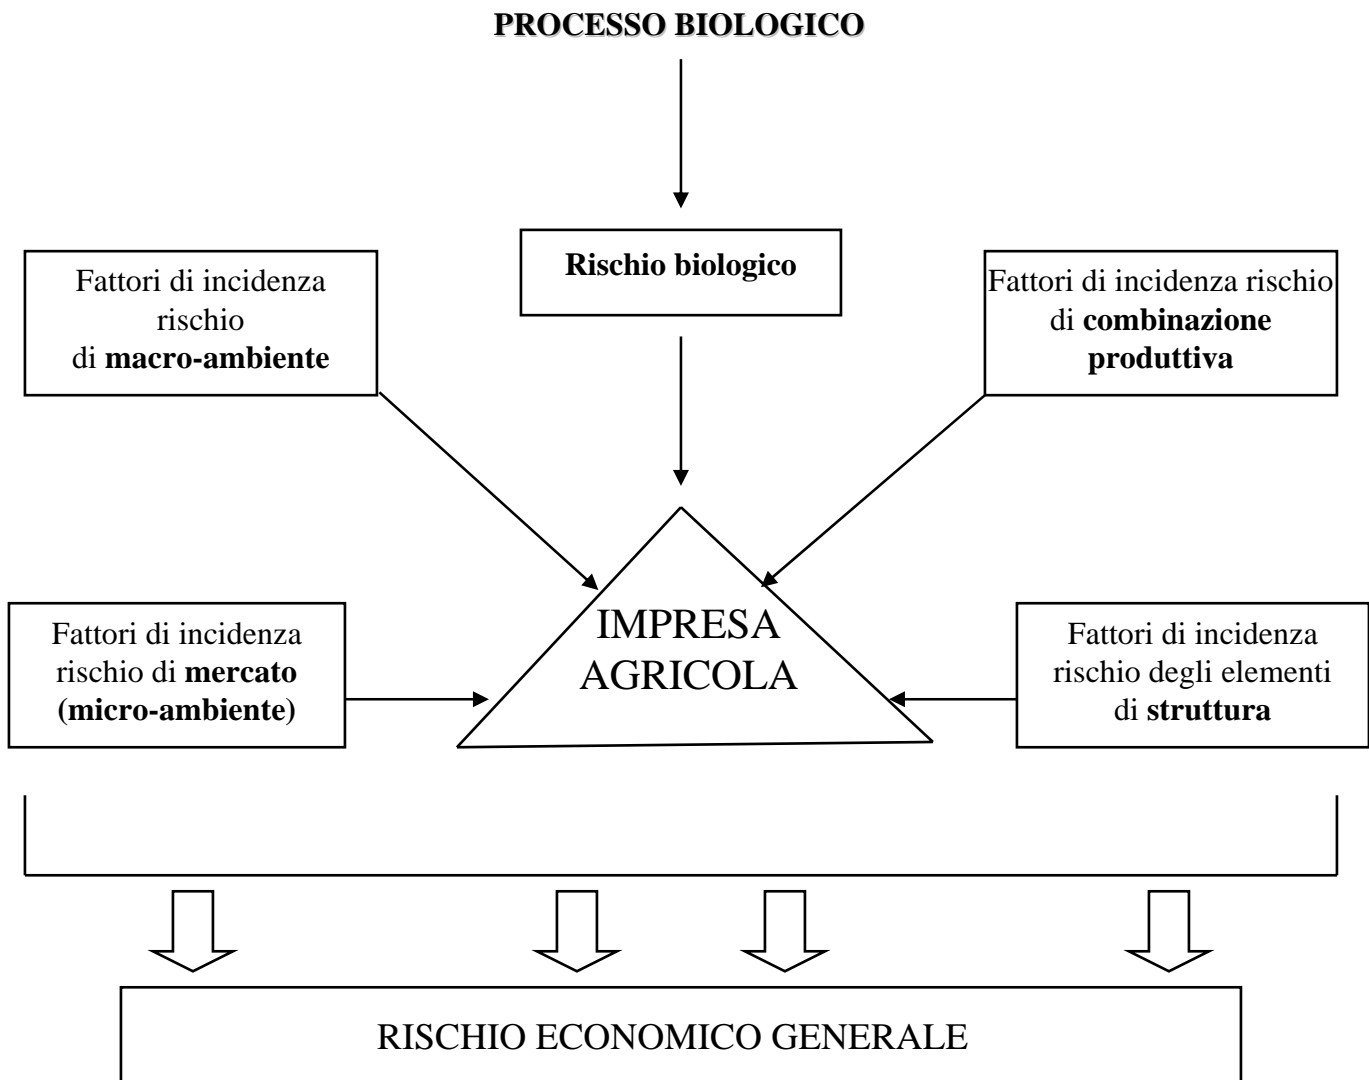 PROCESSO BIOLOGICO
Rischio biologico
Fattori di incidenza
rischio
di macro-ambiente
Fattori di incidenza rischio
di combinazione
produttiva
IMPRESA
AGRICOLA
Fattori di incidenza
rischio di mercato
(micro-ambiente)
Fattori di incidenza
rischio degli elementi
di struttura
RISCHIO ECONOMICO GENERALE